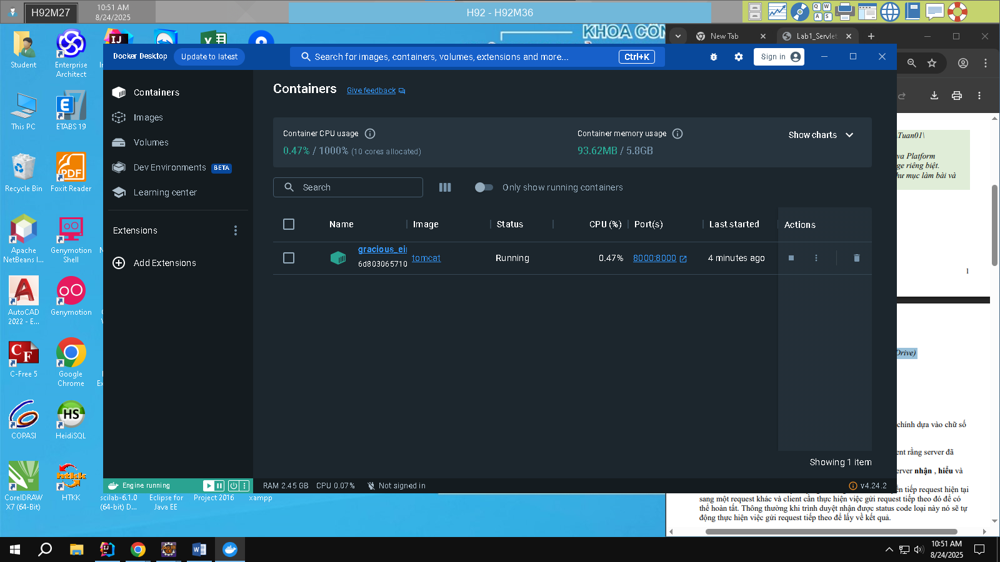 H92M27
10:51 AM
8/24/2025
H92 - H92M36
KHOA CÔN
New Tab
Lab1_Servlet
Docker Desktop
Update to latest
Search for images, containers, volumes, extensions and more...
Ctrl+K
Sign in
Containers
Images
Volumes
Dev Environments
BETA
Learning center
Extensions
Add Extensions
Containers
Give feedback
Container CPU usage
0.47% / 1000% (10 cores allocated)
Container memory usage
93.62MB / 5.8GB
Show charts
Search
Only show running containers
Name
Image
Status
CPU (%)
Port(s)
Last started
Actions
gracious_ei
6d803065710
tomcat
Running
0.47%
8000:8000
4 minutes ago
Showing 1 item
Engine running
RAM 2.45 GB
CPU 0.07%
Not signed in
v4.24.2
Student
Enterprise
Architect
This PC
ETABS 19
Recycle Bin
Foxit Reader
Apache
NetBeans I...
Genymotion
Shell
AutoCAD
2022 - E...
Genymotion
C-Free 5
Google
Chrome
COPASI
HeidiSQL
CorelDRAW
X7 (64-Bit)
HTKK
scilab-6.1.0
(64-bit) D...
Eclipse for
Java EE
Project 2016
xampp
\Tuan01\
va Platform
ge riêng biệt.
hư mục làm bài và
1
Drive)
chính dựa vào chữ số
ent rằng server đã
erver nhận , hiểu và
n tiếp request hiện tại
sang một request khác và client cần thực hiện việc gửi request tiếp theo đó để có
thể hoàn tất. Thông thường khi trình duyệt nhận được status code loại này nó sẽ tự
động thực hiện việc gửi request tiếp theo để lấy về kết quả.
10:51 AM
8/24/2025